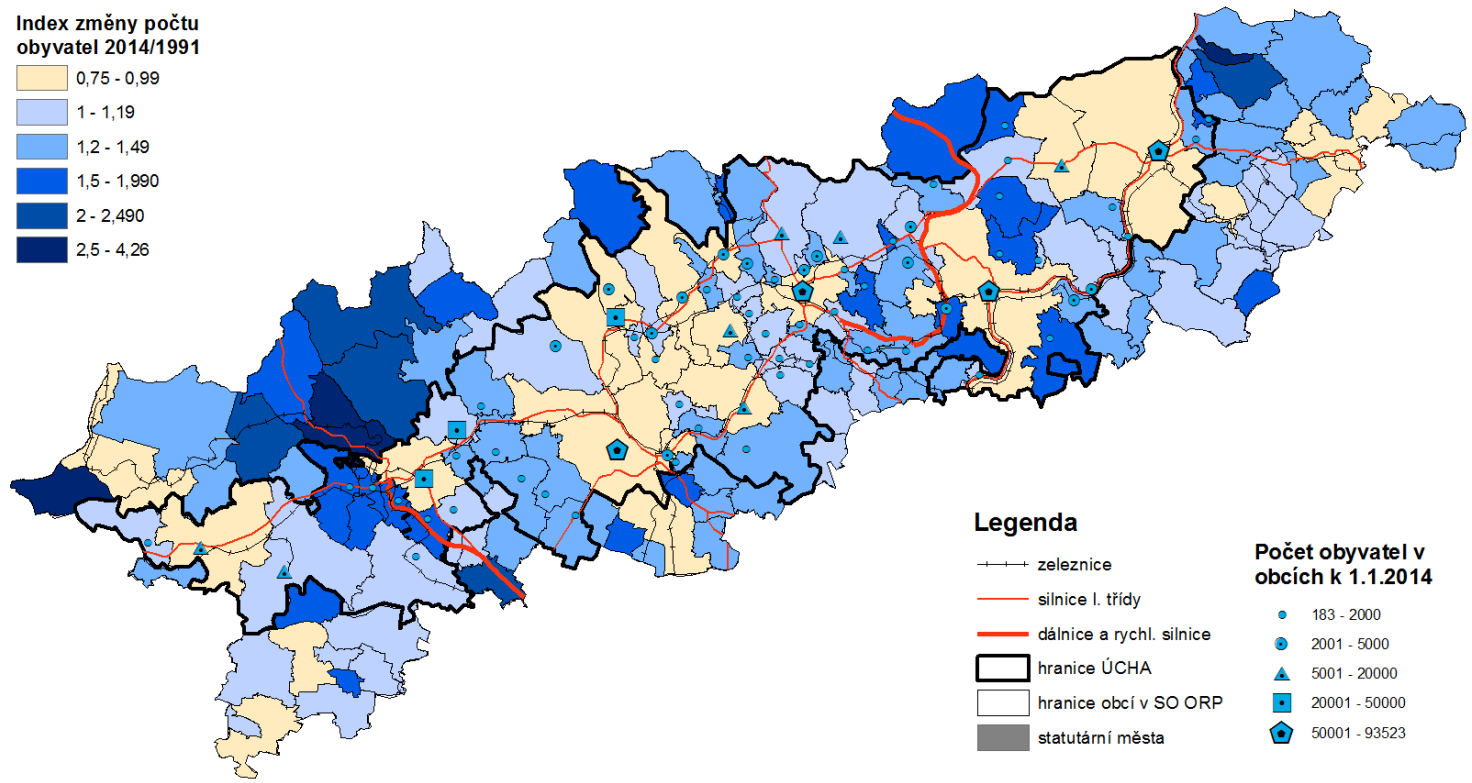 Index změny počtu
obyvatel 2014/1991
0,75 - 0,99
1 - 1,19
1,2 - 1,49
1,5 - 1,990
2 - 2,490
2,5 - 4,26
Legenda
zeleznice
silnice I. třídy
dálnice a rychl. silnice
hranice ÚCHA
hranice obcí v SO ORP
statutární města
Počet obyvatel v
obcích k 1.1.2014
183 - 2000
2001 - 5000
5001 - 20000
20001 - 50000
50001 - 93523